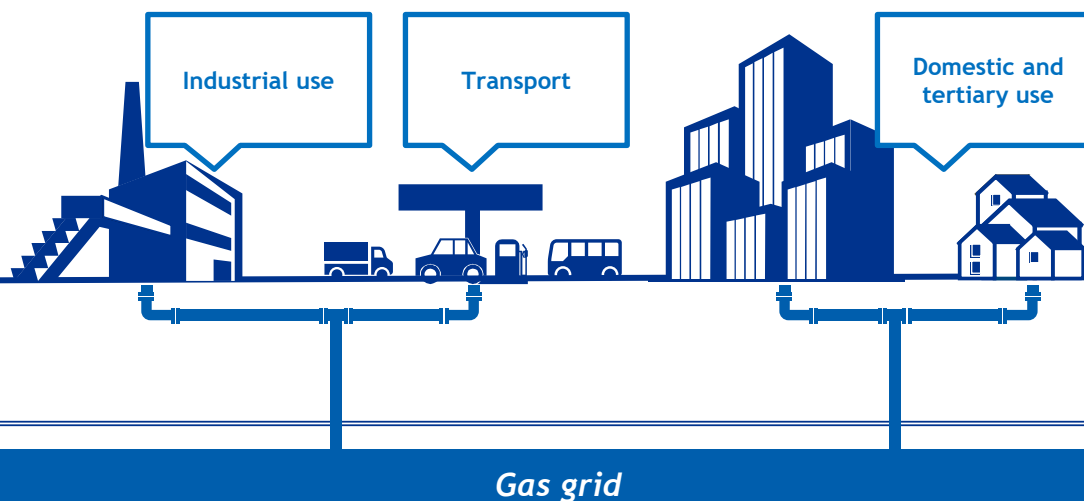 Industrial use
Transport
Domestic and
tertiary use
Gas grid